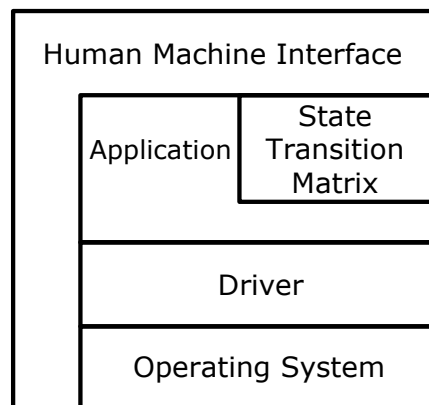 Human Machine Interface
Application
State
Transition
Matrix
Driver
Operating System